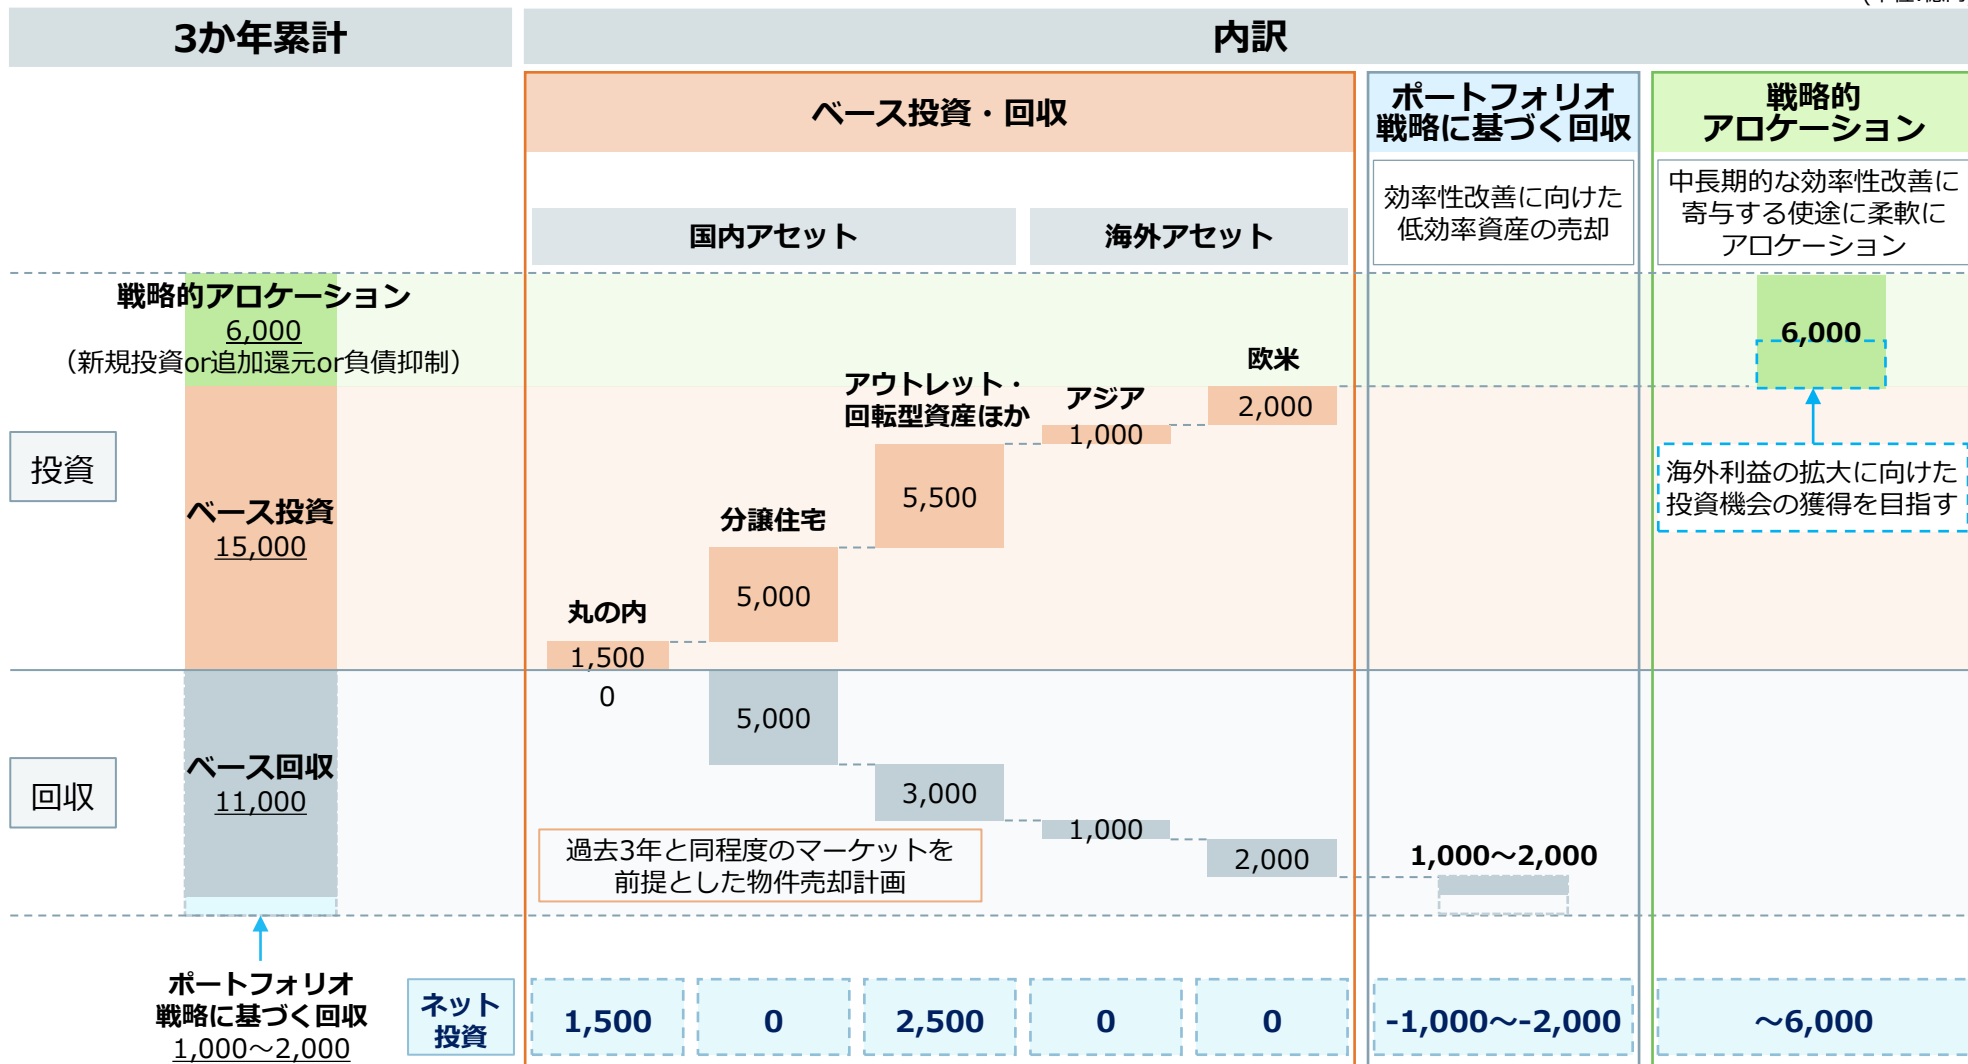 3か年累計
内訳
ベース投資・回収
ポートフォリオ
戦略に基づく回収
戦略的
アロケーション
効率性改善に向けた
低効率資産の売却
中長期的な効率性改善に
寄与する使途に柔軟に
アロケーション
国内アセット
海外アセット
戦略的アロケーション
6,000
（新規投資or追加還元or負債抑制）
6,000
欧米
2,000
アウトレット・
回転型資産ほか
5,500
アジア
1,000
投資
海外利益の拡大に向けた
投資機会の獲得を目指す
ベース投資
15,000
分譲住宅
5,000
丸の内
1,500
0
5,000
回収
ベース回収
11,000
3,000
1,000
2,000
過去3年と同程度のマーケットを
前提とした物件売却計画
1,000～2,000
ポートフォリオ
戦略に基づく回収
1,000～2,000
ネット
投資
1,500
0
2,500
0
0
-1,000～-2,000
～6,000